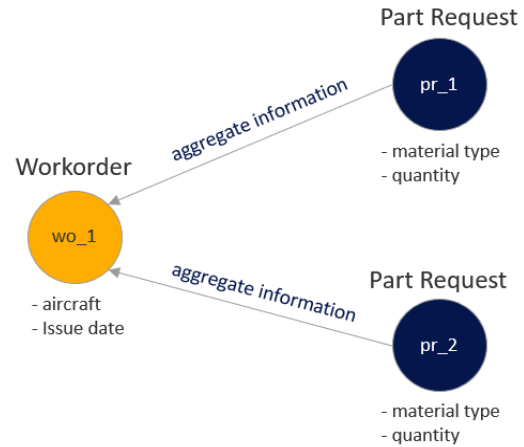 Part Request
pr_1
aggregate information
- material type
- quantity
Workorder
wo_1
- aircraft
- Issue date
aggregate information
Part Request
pr_2
- material type
- quantity